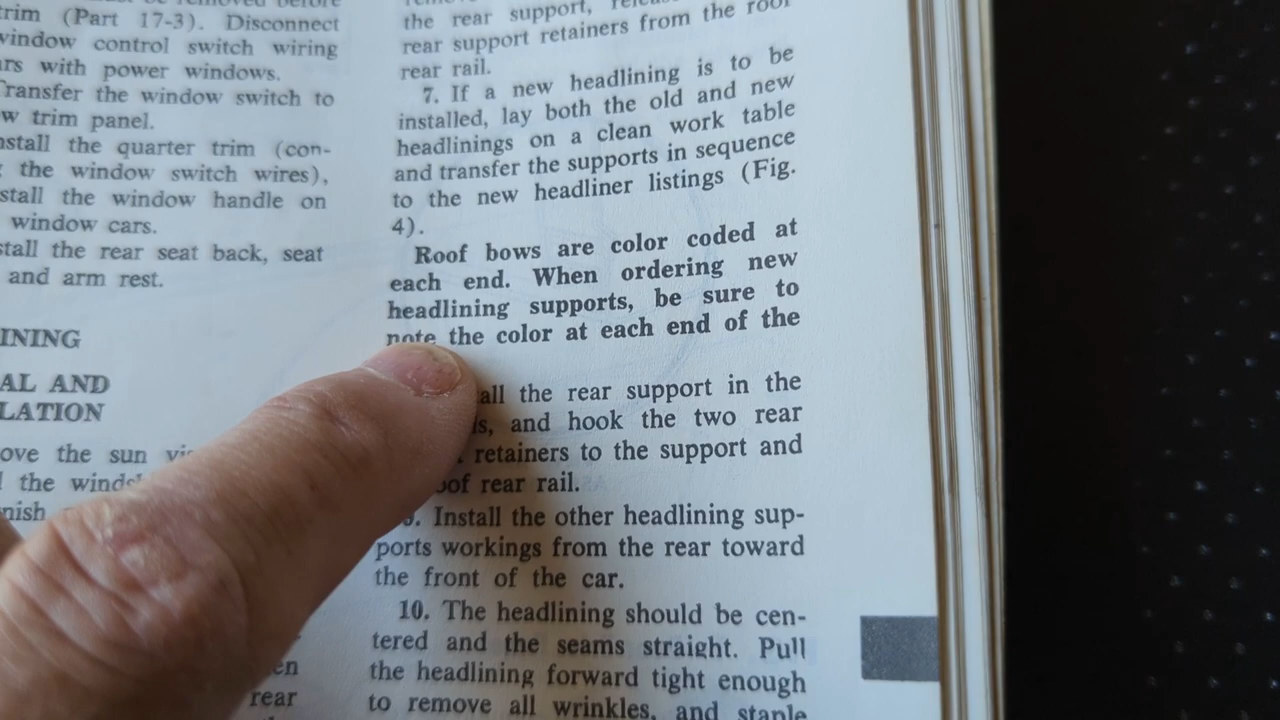 rim (Part 17-3). Disconnect
window control switch wiring
rs with power windows.
Transfer the window switch to
w trim panel.
nstall the quarter trim (con-
the window switch wires),
stall the window handle on
window cars.
stall the rear seat back, seat
and arm rest.
INING
AL AND
LATION
ove the sun
the
nish
en
rear
the rear support,
rear support retainers from the roof
rear rail.
7. If a new headlining is to be
installed, lay both the old and new
headlinings on a clean work table
and transfer the supports in sequence
to the new headliner listings (Fig.
4).
Roof bows are color coded at
each end. When ordering new
headlining supports, be sure to
note the color at each end of the
all the rear support in the
s, and hook the two rear
retainers to the support and
oof rear rail.
9. Install the other headlining sup-
ports workings from the rear toward
the front of the car.
10. The headlining should be cen-
tered and the seams straight. Pull
the headlining forward tight enough
to remove all wrinkles, and staple